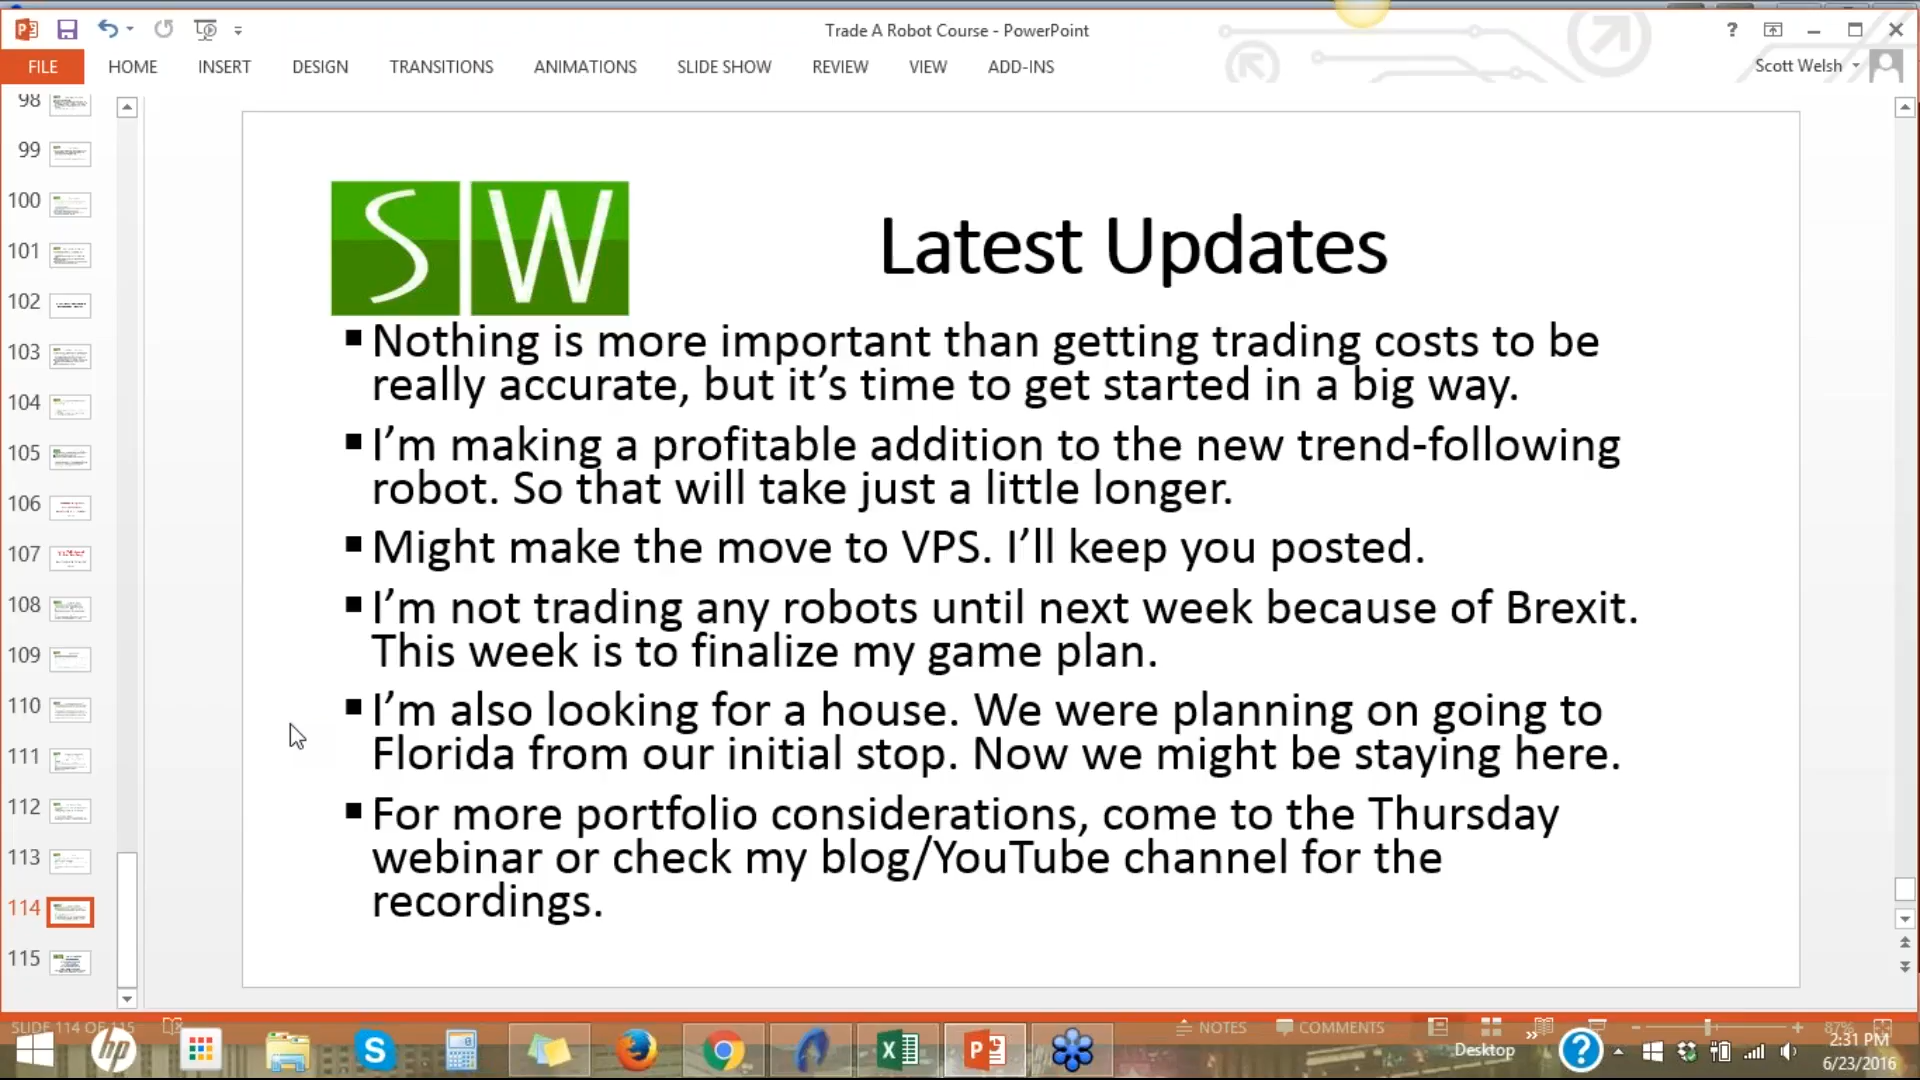 Trade A Robot Course - PowerPoint
FILE HOME INSERT DESIGN TRANSITIONS ANIMATIONS SLIDE SHOW REVIEW VIEW ADD-INS
Scott Welsh
98
99
100
101
102
103
104
105
106
107
108
109
110
111
112
113
114
115
SW
Latest Updates
▪ Nothing is more important than getting trading costs to be
really accurate, but it’s time to get started in a big way.
▪ I’m making a profitable addition to the new trend-following
robot. So that will take just a little longer.
▪ Might make the move to VPS. I’ll keep you posted.
▪ I’m not trading any robots until next week because of Brexit.
This week is to finalize my game plan.
▪ I’m also looking for a house. We were planning on going to
Florida from our initial stop. Now we might be staying here.
▪ For more portfolio considerations, come to the Thursday
webinar or check my blog/YouTube channel for the
recordings.
SLIDE 114 OF 115
NOTES COMMENTS 87%
Desktop
2:31 PM
6/23/2016